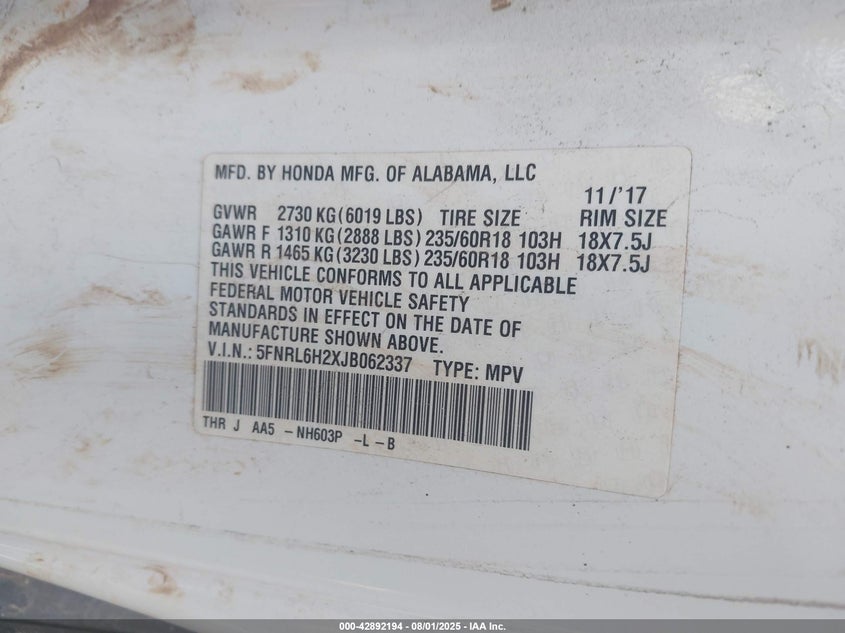 MFD. BY HONDA MFG. OF ALABAMA, LLC
11/'17
GVWR 2730 KG(6019 LBS) TIRE SIZE RIM SIZE
GAWR F 1310 KG(2888 LBS) 235/60R18 103H 18X7.5J
GAWR R 1465 KG(3230 LBS) 235/60R18 103H 18X7.5J
THIS VEHICLE CONFORMS TO ALL APPLICABLE
FEDERAL MOTOR VEHICLE SAFETY
STANDARDS IN EFFECT ON THE DATE OF
MANUFACTURE SHOWN ABOVE.
V.I.N.: 5FNRL6H2XJB062337 TYPE: MPV
THR J AA5 -NH603P -L-B
000-42892194 - 08/01/2025 - IAA Inc.